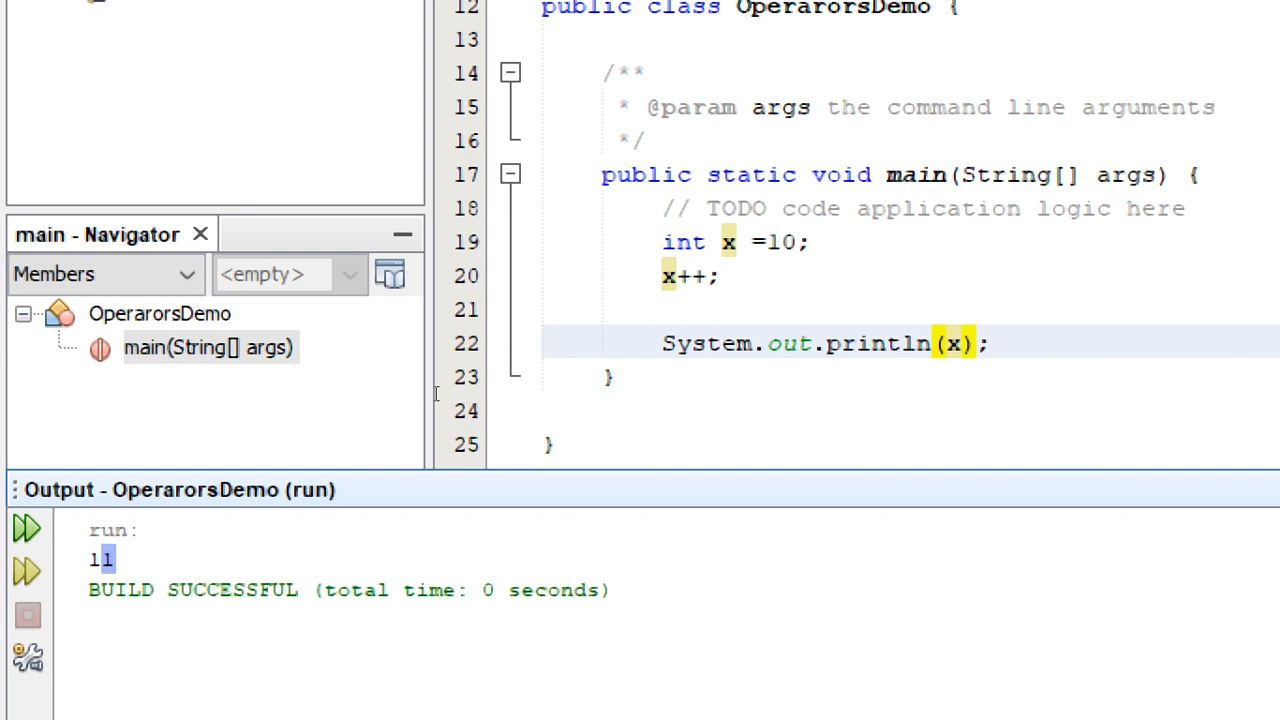 12 public class OperarorsDemo {
13
14 /**
15 * @param args the command line arguments
16 */
17 public static void main(String[] args) {
18 // TODO code application logic here
19 int x =10;
20 x++;
21
22 System.out.println(x);
23 }
24
25 }
main - Navigator
Members <empty>
OperarorsDemo
main(String[] args)
Output - OperarorsDemo (run)
run:
11
BUILD SUCCESSFUL (total time: 0 seconds)